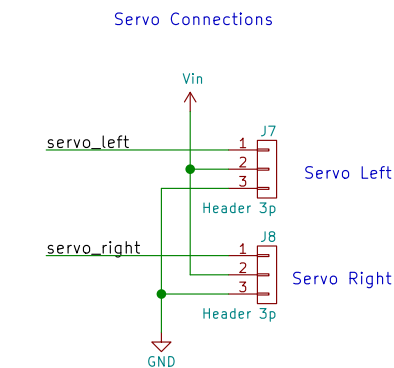 Servo Connections
Vin
J7
servo_left
1
2
3
Servo Left
Header 3p
J8
servo_right
1
2
3
Servo Right
Header 3p
GND